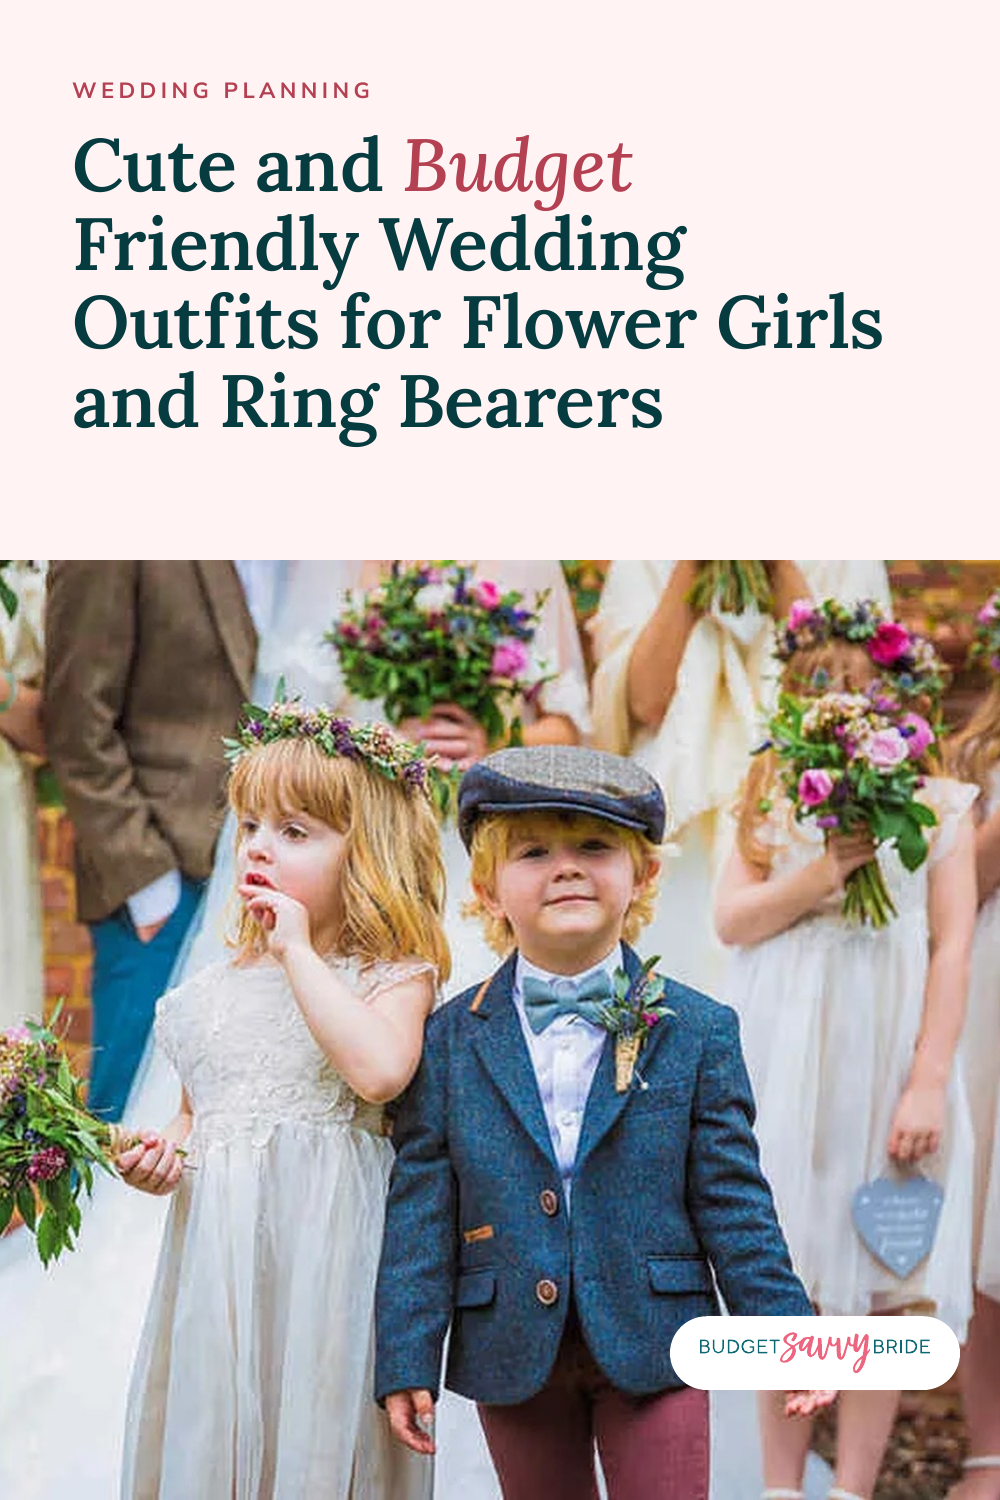 WEDDING PLANNING
Cute and Budget
Friendly Wedding
Outfits for Flower Girls
and Ring Bearers
BUDGET savvy BRIDE